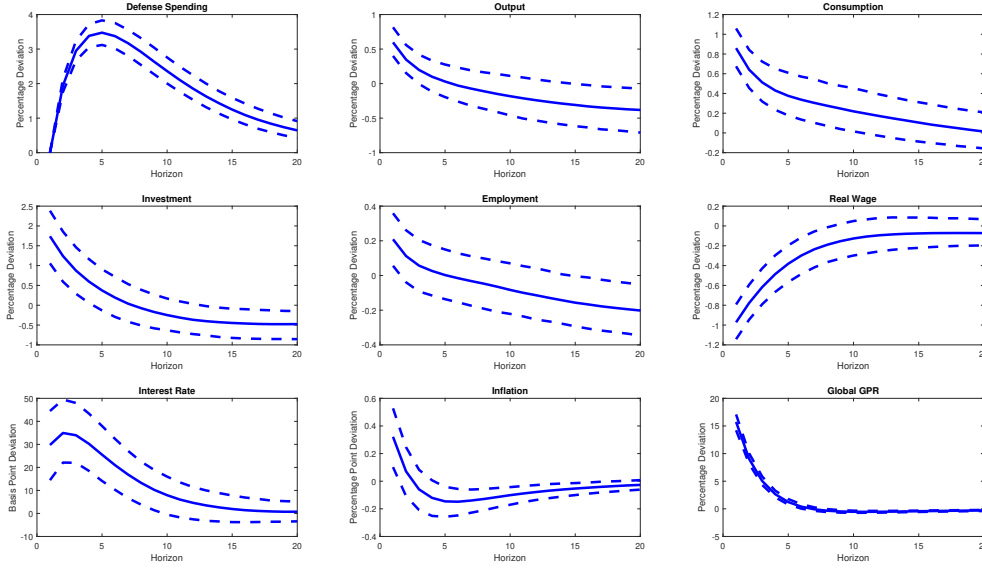 Defense Spending
Percentage Deviation
4
3
2
1
0
0 5 10 15 20
Horizon
Output
Percentage Deviation
1
0.5
0
-0.5
-1
0 5 10 15 20
Horizon
Consumption
Percentage Deviation
1.2
1
0.8
0.6
0.4
0.2
0
-0.2
0 5 10 15 20
Horizon
Investment
Percentage Deviation
2.5
2
1.5
1
0.5
0
-0.5
-1
0 5 10 15 20
Horizon
Employment
Percentage Deviation
0.4
0.2
0
-0.2
-0.4
0 5 10 15 20
Horizon
Real Wage
Percentage Deviation
0.2
0
-0.2
-0.4
-0.6
-0.8
-1
-1.2
0 5 10 15 20
Horizon
Interest Rate
Basis Point Deviation
50
40
30
20
10
0
-10
0 5 10 15 20
Horizon
Inflation
Percentage Point Deviation
0.6
0.4
0.2
0
-0.2
-0.4
0 5 10 15 20
Horizon
Global GPR
Percentage Deviation
20
15
10
5
0
-5
0 5 10 15 20
Horizon